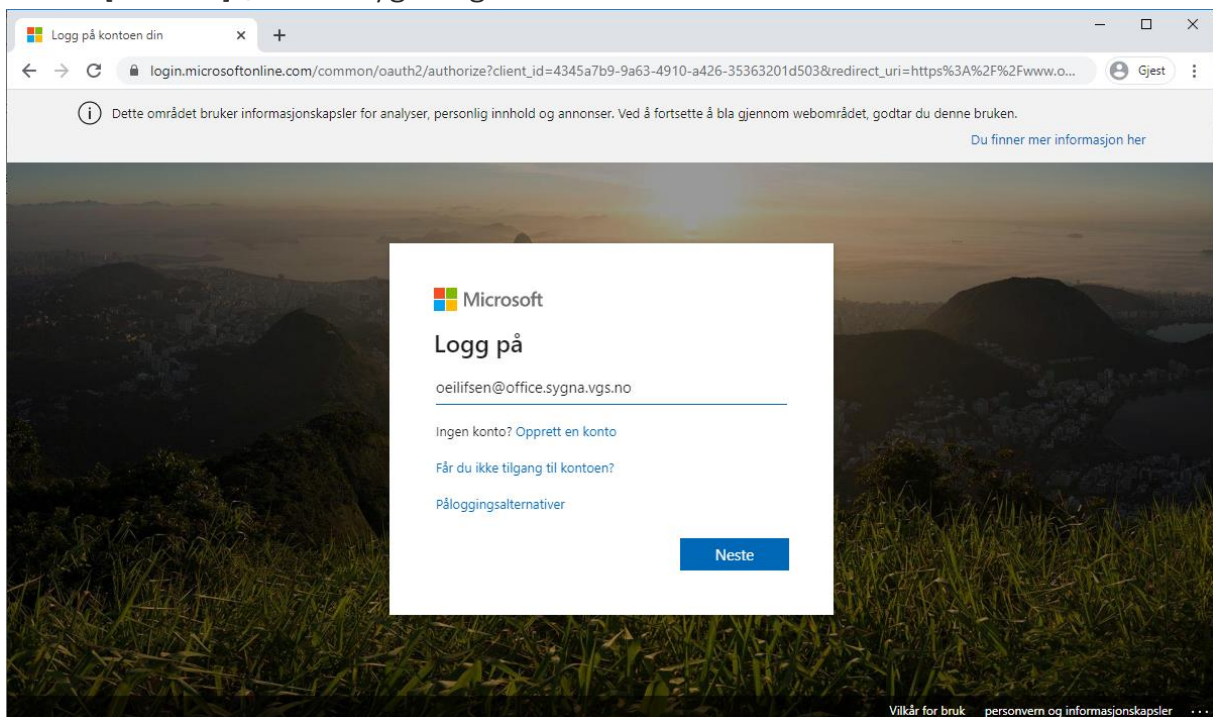 Logg på kontoen din
login.microsoftonline.com/common/oauth2/authorize?client_id=4345a7b9-9a63-4910-a426-35363201d503&redirect_uri=https%3A%2F%2Fwww.o... Gjest
Dette området bruker informasjonskapsler for analyser, personlig innhold og annonser. Ved å fortsette å bla gjennom webområdet, godtar du denne bruken.
Du finner mer informasjon her
Microsoft
Logg på
oeilifsen@office.sygna.vgs.no
Ingen konto? Opprett en konto
Får du ikke tilgang til kontoen?
Påloggingsalternativer
Neste
Vilkår for bruk personvern og informasjonskapsler ...